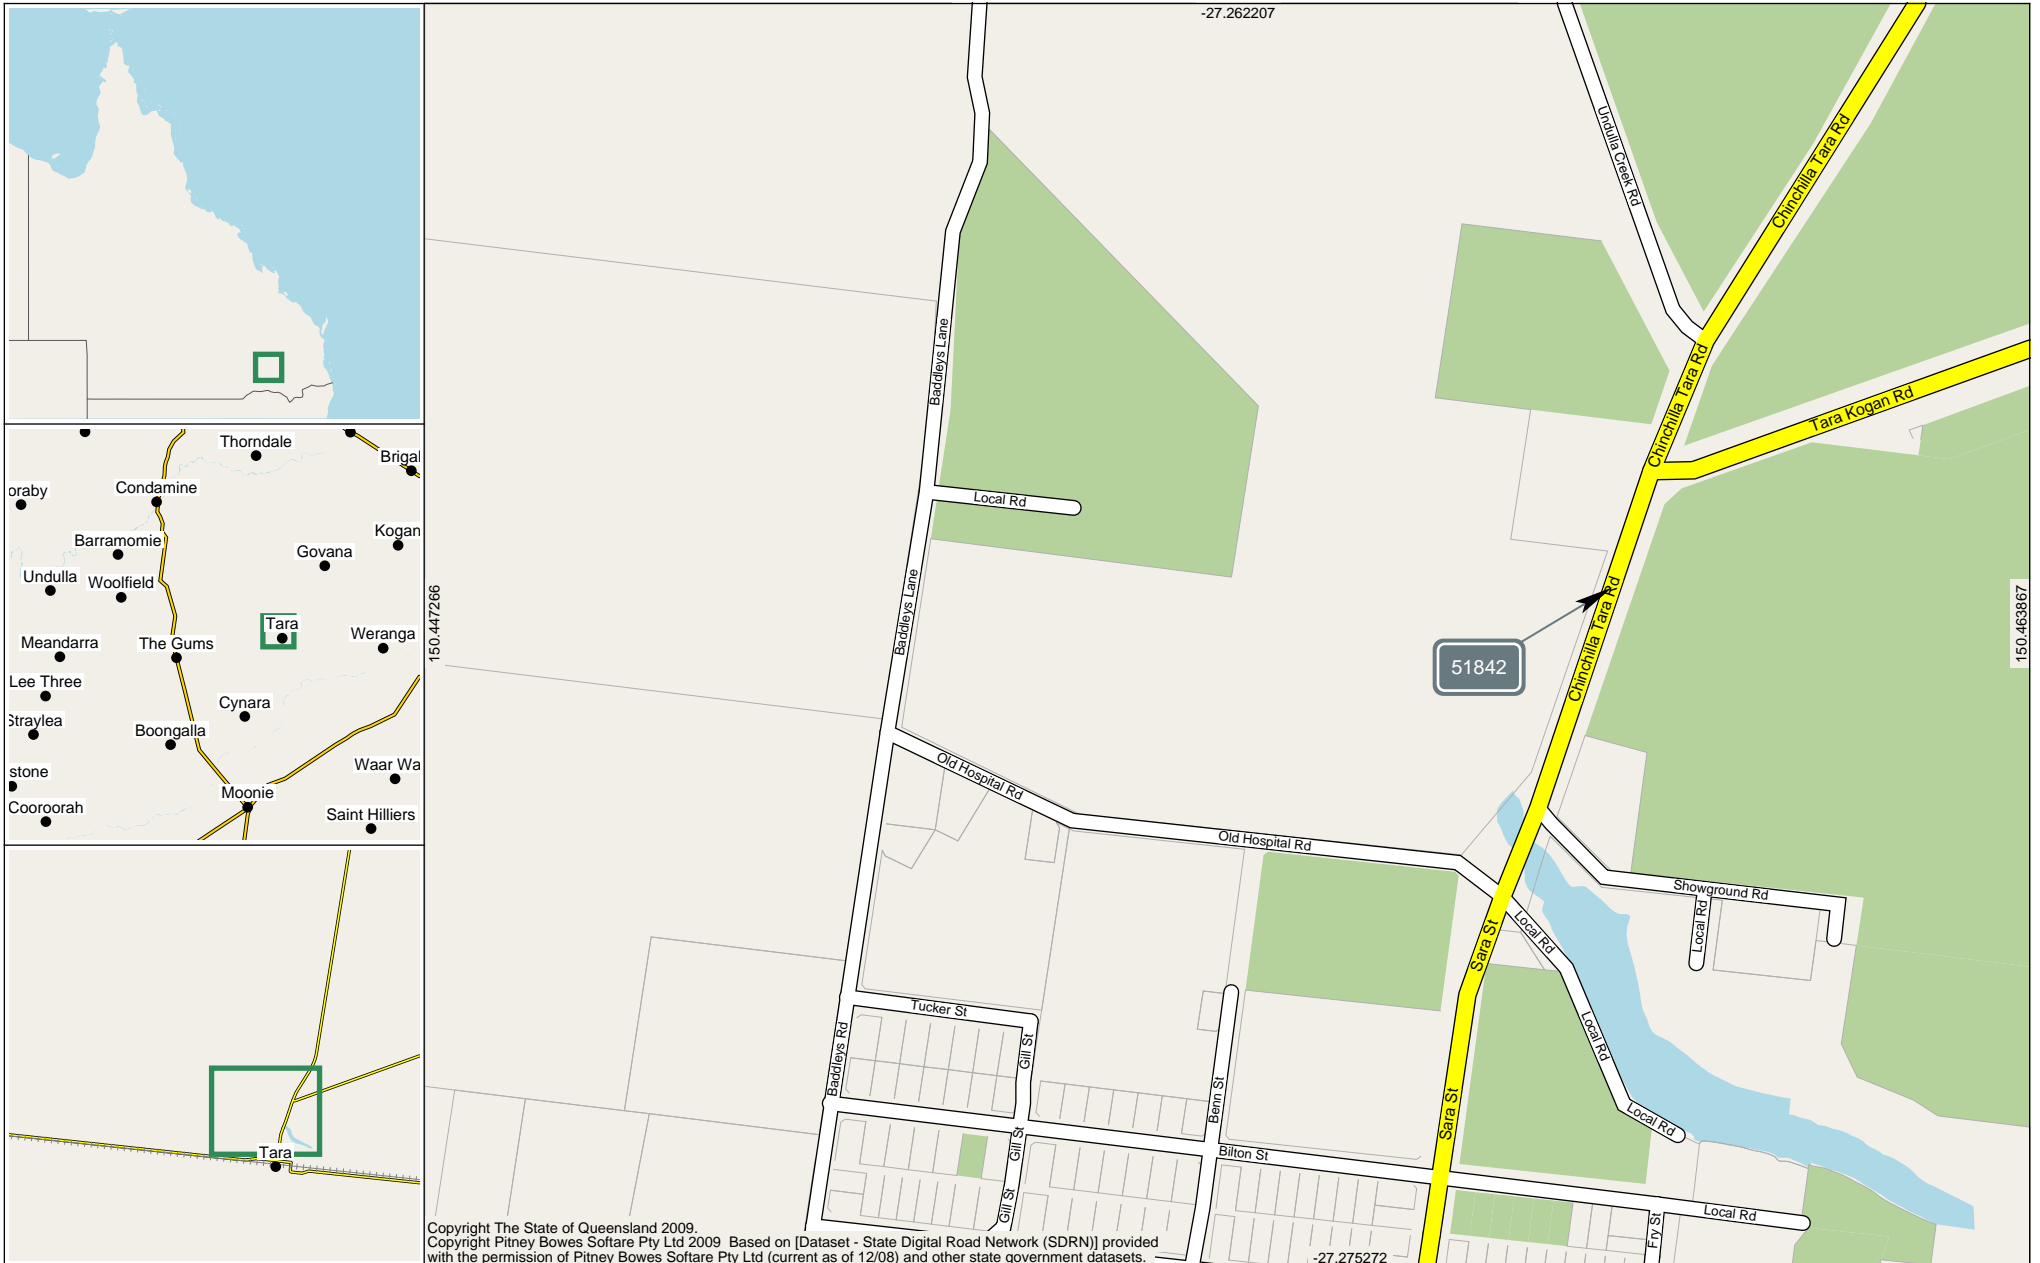 -27.262207
150.447266
150.463867
-27.275272
Thorndale
Brigal
oraby
Condamine
Kogan
Barramomie
Govana
Undulla
Woolfield
Tara
Weranga
Meandarra
The Gums
Lee Three
Cynara
Straylea
Boongalla
stone
Waar Wa
Moonie
Cooroorah
Saint Hilliers
Tara
Undulla Creek Rd
Chinchilla Tara Rd
Chinchilla Tara Rd
Tara Kogan Rd
Baddleys Lane
Local Rd
Baddleys Lane
Chinchilla Tara Rd
51842
Old Hospital Rd
Old Hospital Rd
Showground Rd
Local Rd
Local Rd
Sara St
Tucker St
Gill St
Baddleys Rd
Local Rd
Benn St
Sara St
Local Rd
Gill St
Bilton St
Gill St
Local Rd
Fry St
Copyright The State of Queensland 2009.
Copyright Pitney Bowes Softare Pty Ltd 2009 Based on [Dataset - State Digital Road Network (SDRN)] provided
with the permission of Pitney Bowes Softare Pty Ltd (current as of 12/08) and other state government datasets.